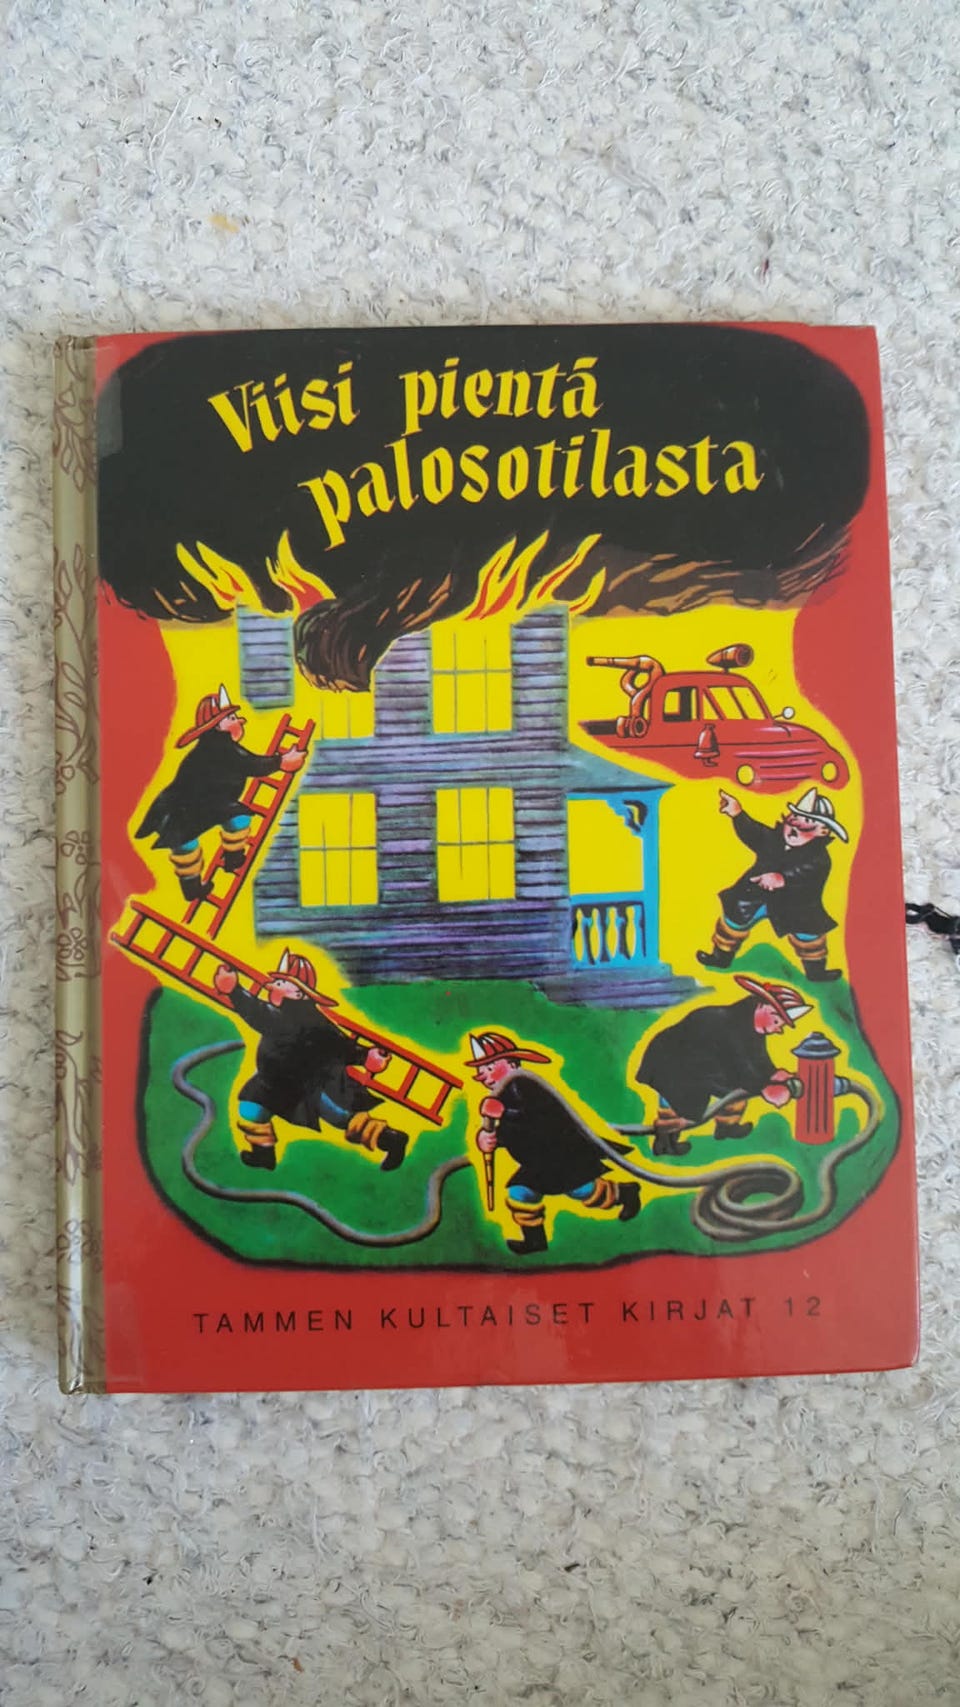 Viisi pientä
palosotilasta
TAMMEN KULTAISET KIRJAT 12